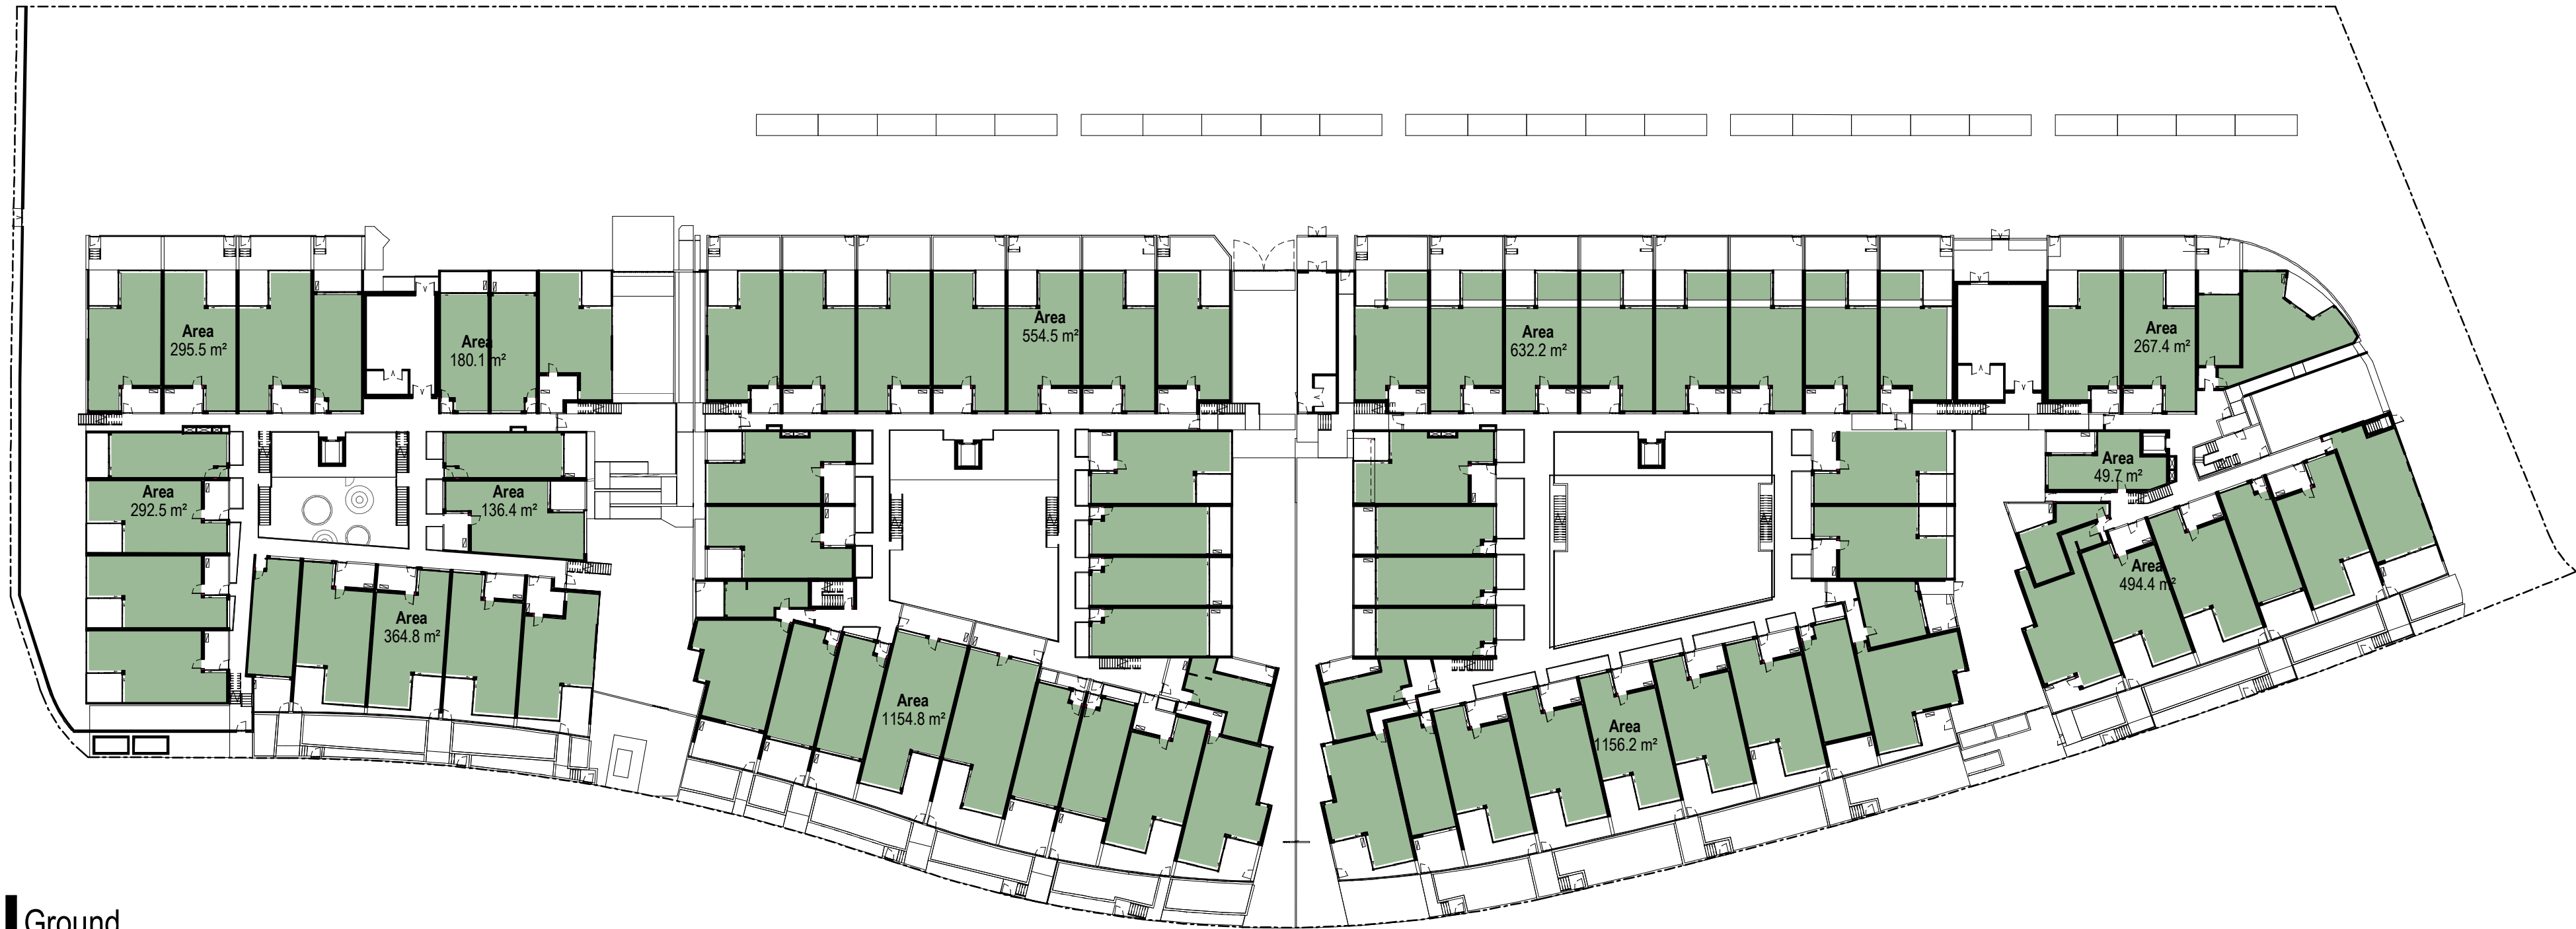 Area
295.5 m²
Area
180.1 m²
Area
554.5 m²
Area
632.2 m²
Area
267.4 m²
Area
292.5 m²
Area
136.4 m²
Area
49.7 m²
Area
364.8 m²
Area
1154.8 m²
Area
1156.2 m²
Area
494.4 m²
Ground